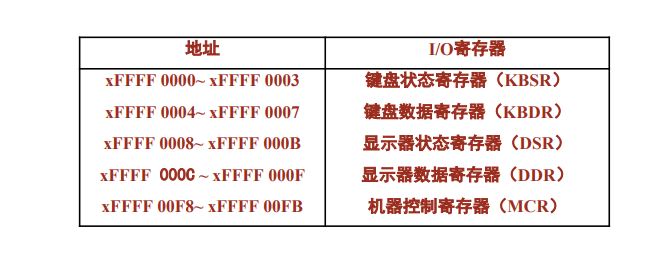 地址 I/O寄存器
xFFFF 0000~ xFFFF 0003 键盘状态寄存器（KBSR）
xFFFF 0004~ xFFFF 0007 键盘数据寄存器（KBDR）
xFFFF 0008~ xFFFF 000B 显示器状态寄存器（DSR）
xFFFF 000C ~ xFFFF 000F 显示器数据寄存器（DDR）
xFFFF 00F8~ xFFFF 00FB 机器控制寄存器（MCR）